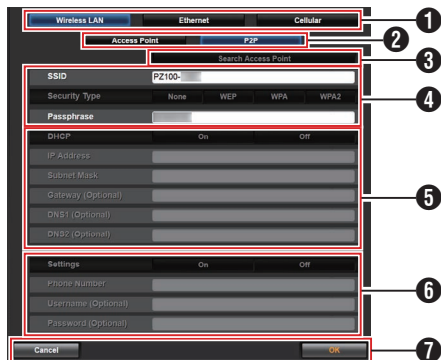 Wireless LAN Ethernet Cellular 1
Access Point P2P 2
Search Access Point 3
SSID PZ100-
Security Type None WEP WPA WPA2 4
Passphrase
DHCP On Off
IP Address
Subnet Mask
Gateway (Optional) 5
DNS1 (Optional)
DNS2 (Optional)
Settings On Off
Phone Number 6
Username (Optional)
Password (Optional)
Cancel OK 7